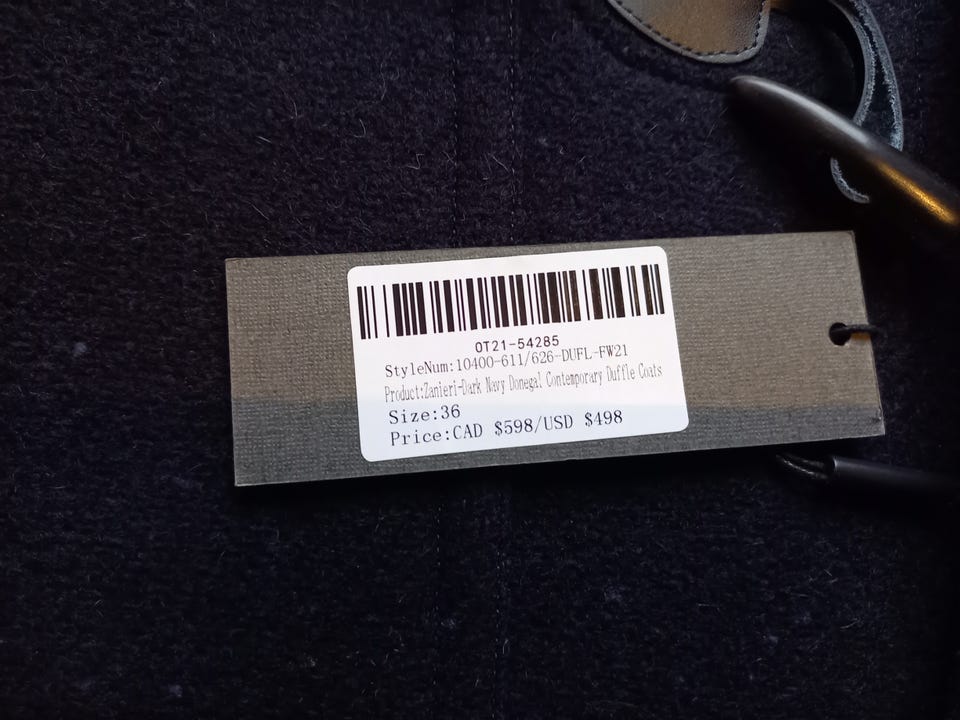 OT21-54285
StyleNum:10400-611/626-DUFL-FW21
Product:Zanieri-Dark Navy Donegal Contemporary Duffle Coats
Size:36
Price:CAD $598/USD $498